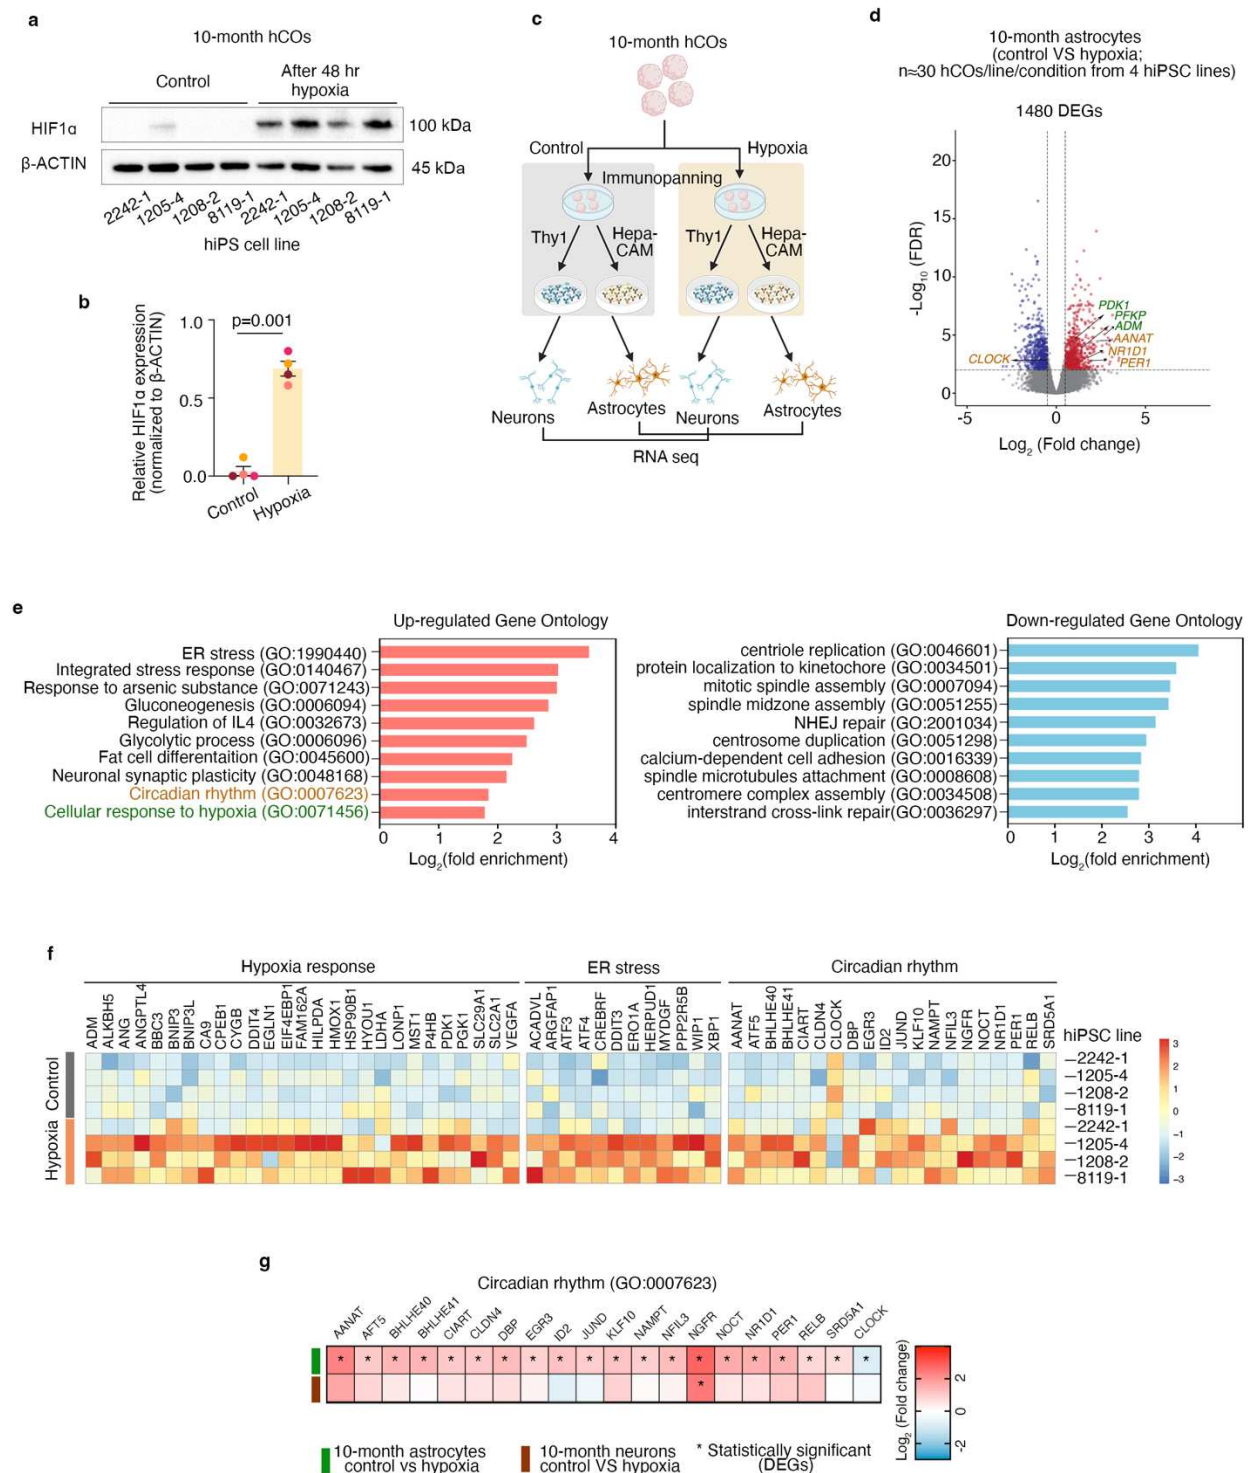 a
10-month hCOs
Control
After 48 hr
hypoxia
HIF1α
100 kDa
β-ACTIN
45 kDa
2242-1
1205-4
1208-2
8119-1
2242-1
1205-4
1208-2
8119-1
hiPS cell line
b
Relative HIF1α expression
(normalized to β-ACTIN)
1.0
0.5
0.0
p=0.001
Control
Hypoxia
c
10-month hCOs
Control
Hypoxia
Immunopanning
Thy1
Hepa-
CAM
Thy1
Hepa-
CAM
Neurons
Astrocytes
Neurons
Astrocytes
RNA seq
d
10-month astrocytes
(control VS hypoxia;
n≈30 hCOs/line/condition from 4 hiPSC lines)
1480 DEGs
-Log10 (FDR)
20
15
10
5
0
PDK1
PFKP
ADM
AANAT
NR1D1
PER1
CLOCK
-5
0
5
Log2 (Fold change)
e
Up-regulated Gene Ontology
ER stress (GO:1990440)
Integrated stress response (GO:0140467)
Response to arsenic substance (GO:0071243)
Gluconeogenesis (GO:0006094)
Regulation of IL4 (GO:0032673)
Glycolytic process (GO:0006096)
Fat cell differentaition (GO:0045600)
Neuronal synaptic plasticity (GO:0048168)
Circadian rhythm (GO:0007623)
Cellular response to hypoxia (GO:0071456)
0 1 2 3 4
Log2(fold enrichment)
Down-regulated Gene Ontology
centriole replication (GO:0046601)
protein localization to kinetochore (GO:0034501)
mitotic spindle assembly (GO:0007094)
spindle midzone assembly (GO:0051255)
NHEJ repair (GO:2001034)
centrosome duplication (GO:0051298)
calcium-dependent cell adhesion (GO:0016339)
spindle microtubules attachment (GO:0008608)
centromere complex assembly (GO:0034508)
interstrand cross-link repair(GO:0036297)
0 1 2 3 4
Log2(fold enrichment)
f
Hypoxia response
ER stress
Circadian rhythm
ADM
ALKBH5
ANG
ANGPTL4
BBC3
BNIP3
BNIP3L
CA9
CPEB1
CYGB
DDIT4
EGLN1
EIF4EBP1
FAM162A
HILPDA
HMOX1
HSP90B1
HYOU1
LDHA
LONP1
MST1
P4HB
PDK1
PGK1
SLC29A1
SLC2A1
VEGFA
ACADVL
ARGFAP1
ATF3
ATF4
CREBRF
DDIT3
ERO1A
HERPUD1
MYDGF
PPP2R5B
WIP1
XBP1
AANAT
ATF5
BHLHE40
BHLHE41
CIART
CLDN4
CLOCK
DBP
EGR3
ID2
JUND
KLF10
NAMPT
NFIL3
NGFR
NOCT
NR1D1
PER1
RELB
SRD5A1
hiPSC line
Control
Hypoxia
2242-1
1205-4
1208-2
8119-1
2242-1
1205-4
1208-2
8119-1
3
2
1
0
−1
−2
−3
g
Circadian rhythm (GO:0007623)
AANAT
AFT5
BHLHE40
BHLHE41
CIART
CLDN4
DBP
EGR3
ID2
JUND
KLF10
NAMPT
NFIL3
NGFR
NOCT
NR1D1
PER1
RELB
SRD5A1
CLOCK
* * * * * * * * * * * * * * * * * * * *
*
Log2 (Fold change)
2
0
-2
10-month astrocytes
control vs hypoxia
10-month neurons
control VS hypoxia
* Statistically significant
(DEGs)